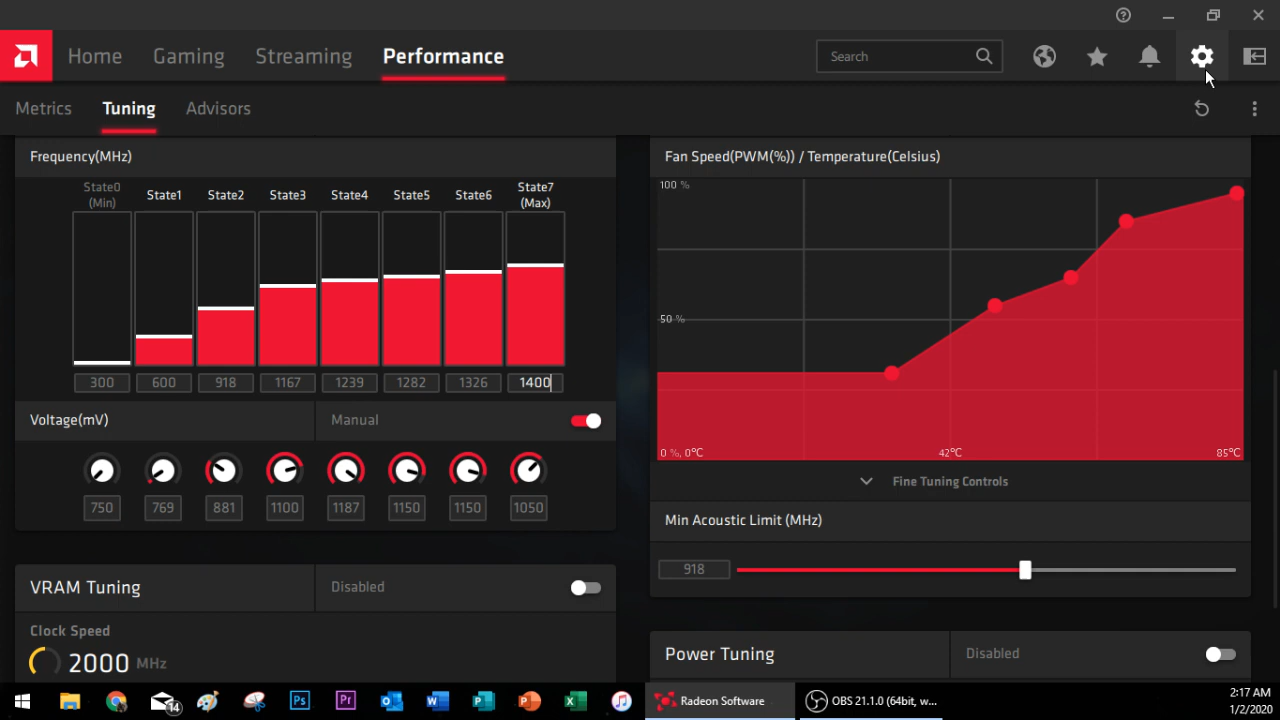 Home Gaming Streaming Performance Search
Metrics Tuning Advisors
Frequency(MHz)
State0 (Min) State1 State2 State3 State4 State5 State6 State7 (Max)
300 600 918 1167 1239 1282 1326 1400
Voltage(mV) Manual
750 769 881 1100 1187 1150 1150 1050
VRAM Tuning Disabled
Clock Speed
2000 MHz
Fan Speed(PWM(%)) / Temperature(Celsius)
100 %
50 %
0 %, 0°C 42°C 85°C
Fine Tuning Controls
Min Acoustic Limit (MHz)
918
Power Tuning Disabled
14 Ps Pr Radeon Software OBS 21.1.0 (64bit, w...
2:17 AM
1/2/2020